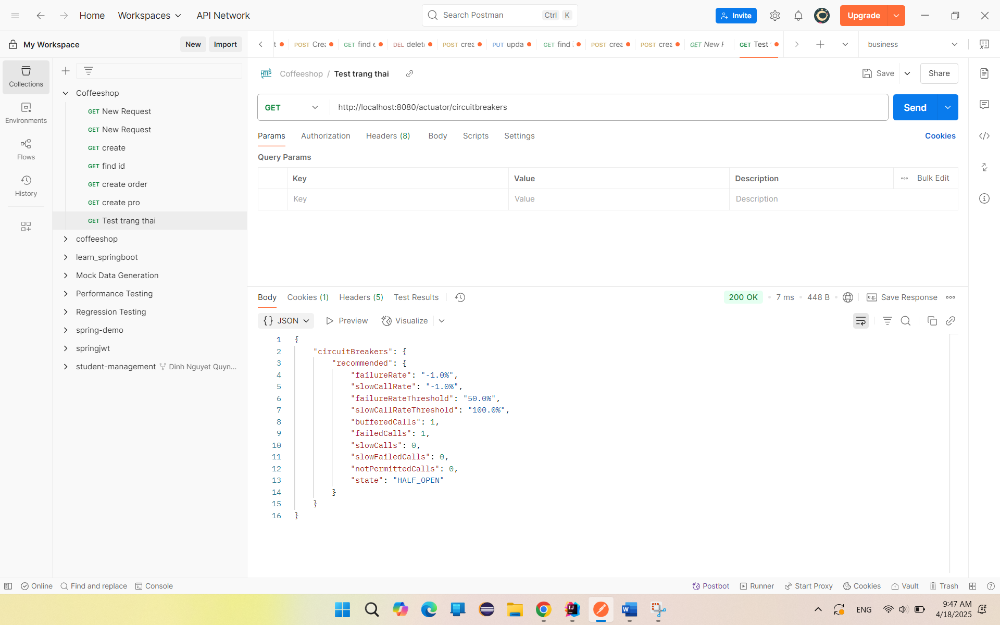 Home
Workspaces
API Network
Search Postman
Ctrl
K
Invite
Upgrade
My Workspace
New
Import
t
POST Crea
GET find e
DEL delet
POST crea
PUT upda
GET find
POST crea
POST crea
GET New F
GET Test
business
Collections
Environments
Flows
History
Coffeeshop
GET New Request
GET New Request
GET create
GET find id
GET create order
GET create pro
GET Test trang thai
coffeeshop
learn_springboot
Mock Data Generation
Performance Testing
Regression Testing
spring-demo
springjwt
student-management Dinh Nguyet Quyn...
HTTP Coffeeshop / Test trang thai
Save
Share
GET http://localhost:8080/actuator/circuitbreakers
Send
Params Authorization Headers (8) Body Scripts Settings
Cookies
Query Params
Key Value Description Bulk Edit
Key Value Description
Body Cookies (1) Headers (5) Test Results
200 OK 7 ms 448 B e.g. Save Response
{} JSON Preview Visualize
1 {
2 "circuitBreakers": {
3 "recommended": {
4 "failureRate": "-1.0%",
5 "slowCallRate": "-1.0%",
6 "failureRateThreshold": "50.0%",
7 "slowCallRateThreshold": "100.0%",
8 "bufferedCalls": 1,
9 "failedCalls": 1,
10 "slowCalls": 0,
11 "slowFailedCalls": 0,
12 "notPermittedCalls": 0,
13 "state": "HALF_OPEN"
14 }
15 }
16 }
Online Find and replace Console
Postbot Runner Start Proxy Cookies Vault Trash
ENG
9:47 AM
4/18/2025